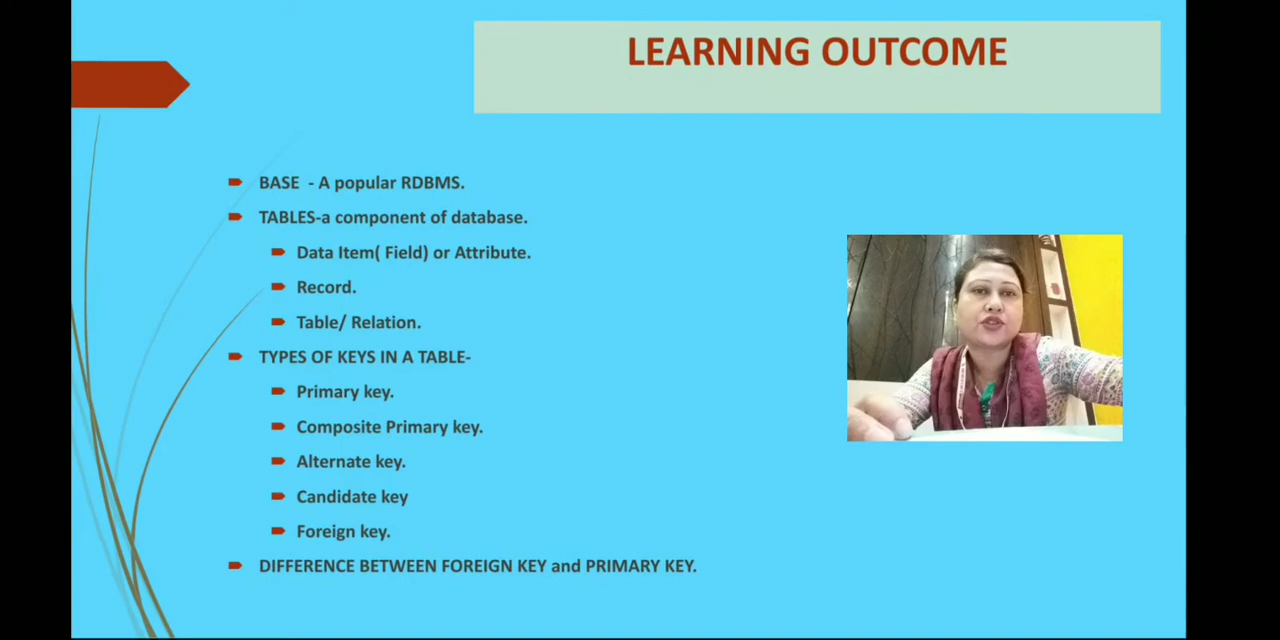 LEARNING OUTCOME
BASE - A popular RDBMS.
TABLES-a component of database.
Data Item( Field) or Attribute.
Record.
Table/ Relation.
TYPES OF KEYS IN A TABLE-
Primary key.
Composite Primary key.
Alternate key.
Candidate key
Foreign key.
DIFFERENCE BETWEEN FOREIGN KEY and PRIMARY KEY.